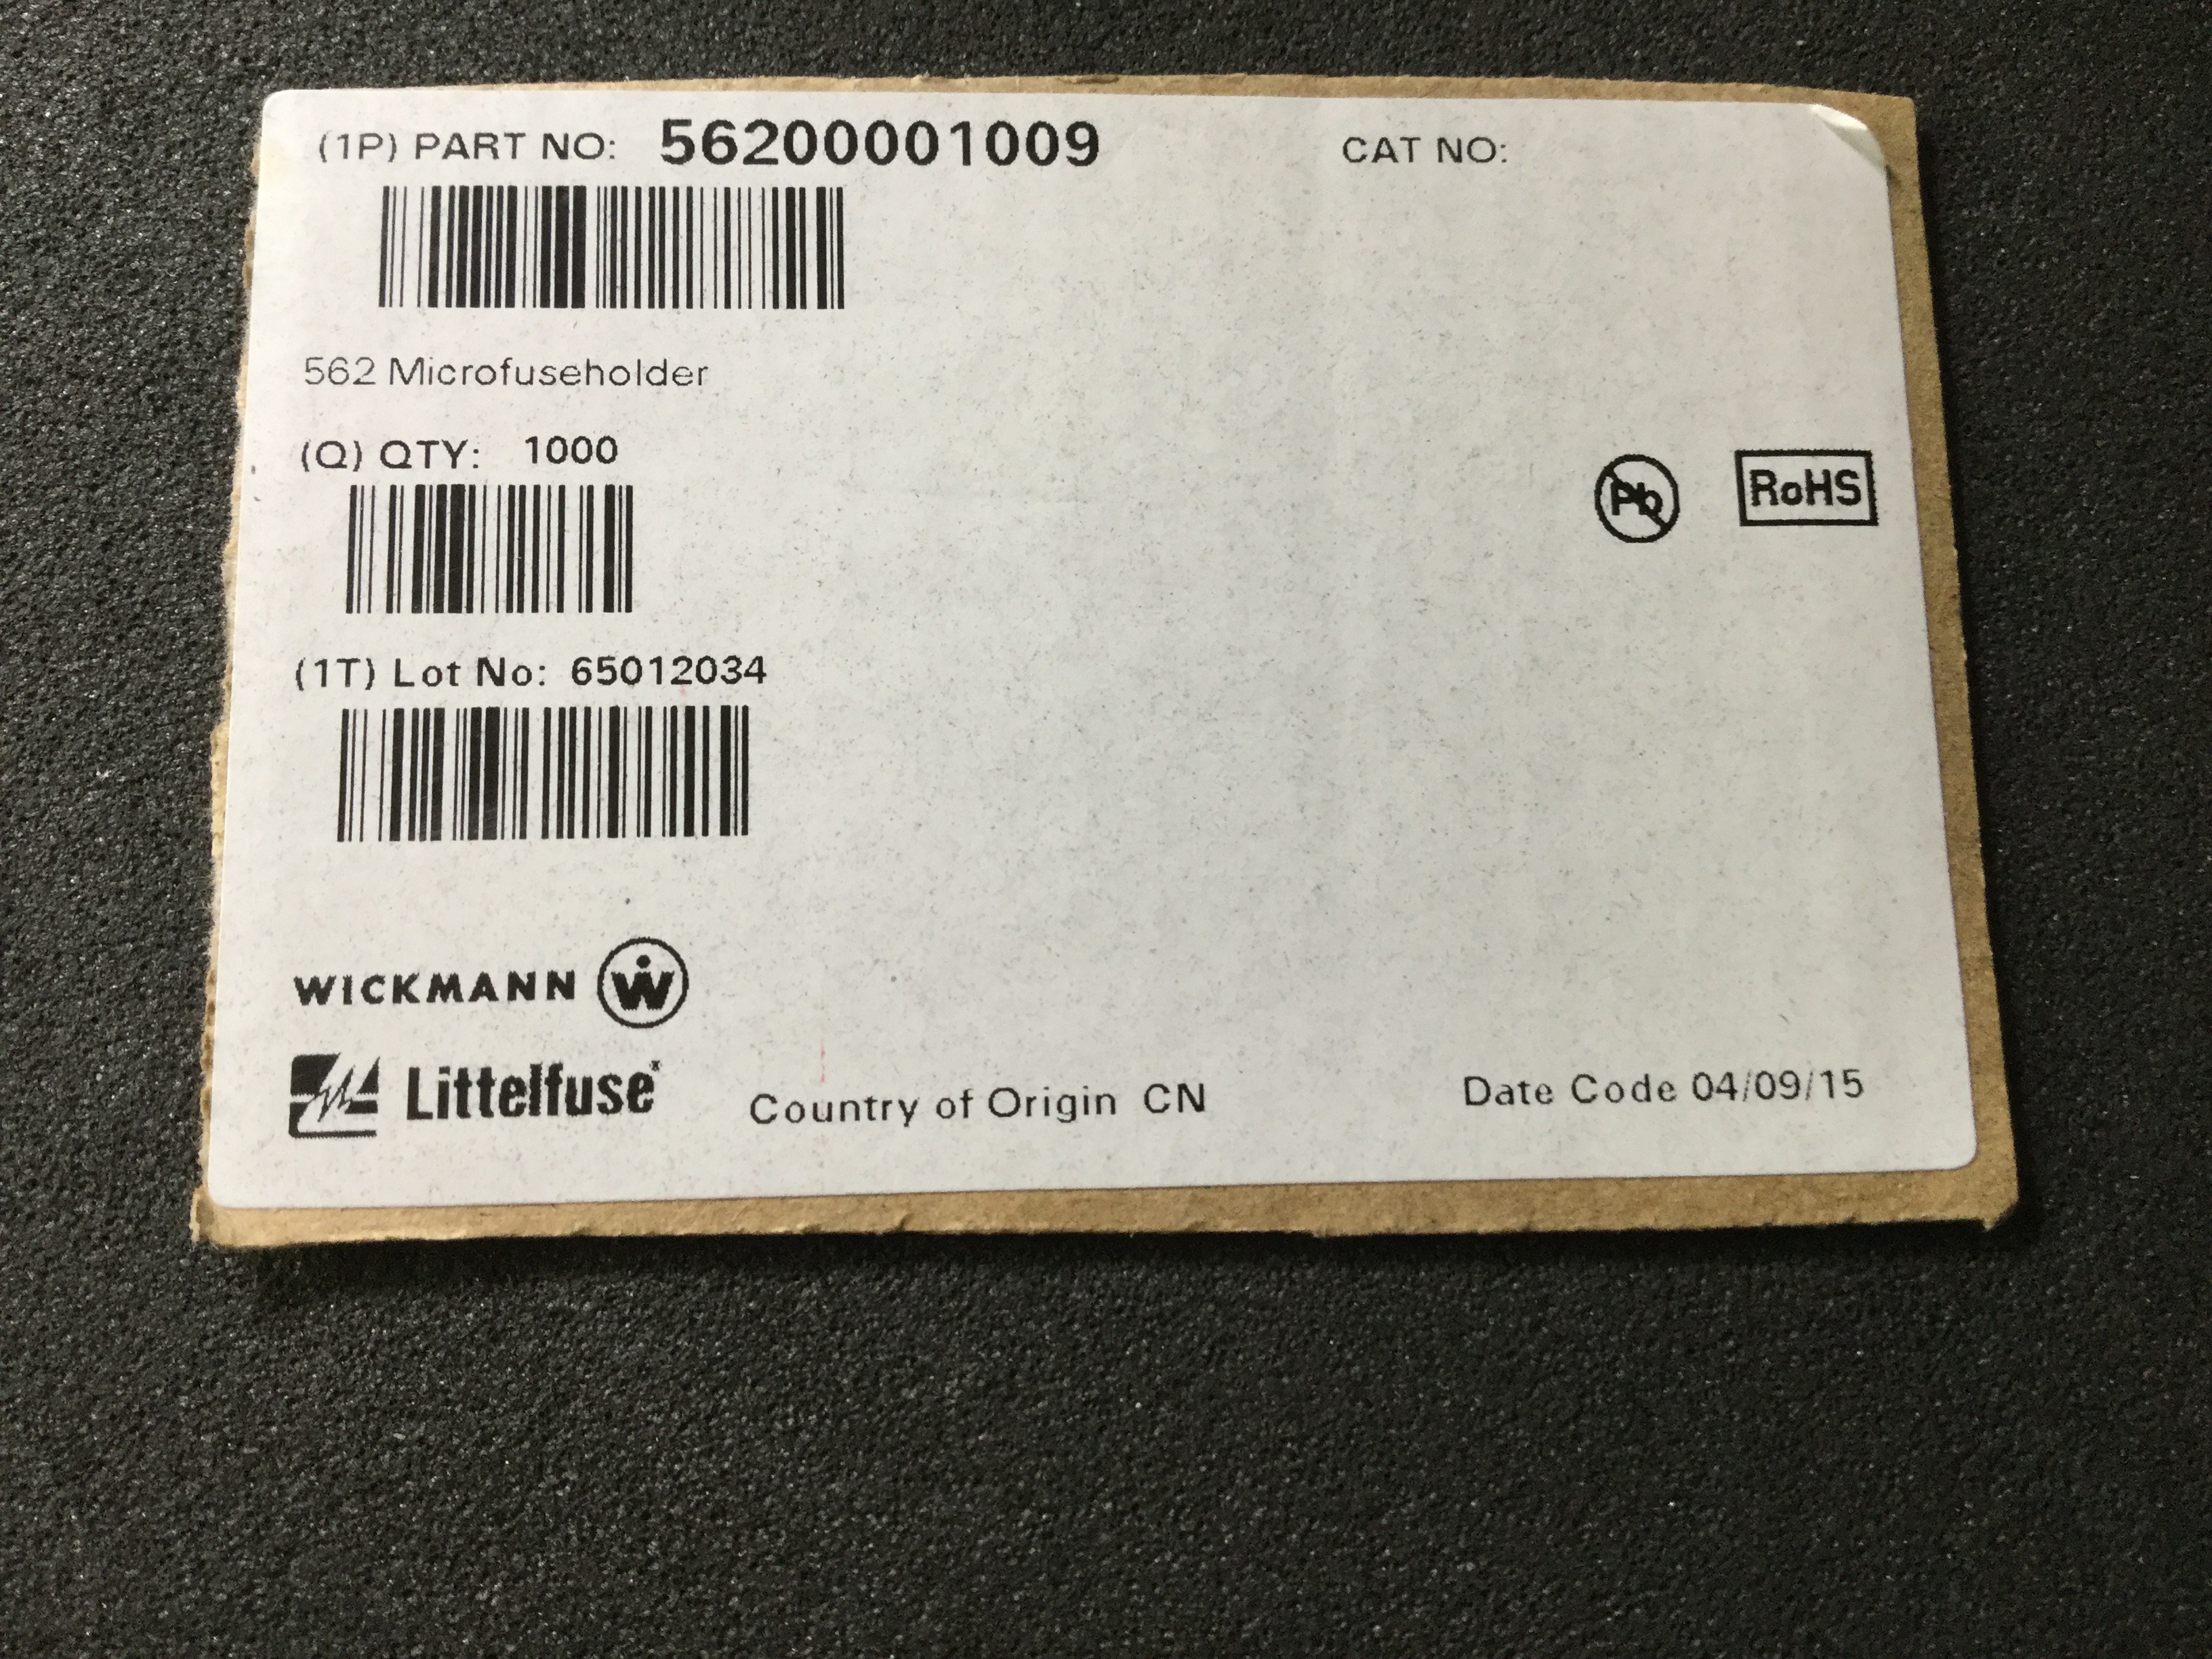 (1P) PART NO: 56200001009 CAT NO:
562 Microfuseholder
(Q) QTY: 1000
Pb RoHS
(1T) Lot No: 65012034
WICKMANN W
Littelfuse Country of Origin CN Date Code 04/09/15